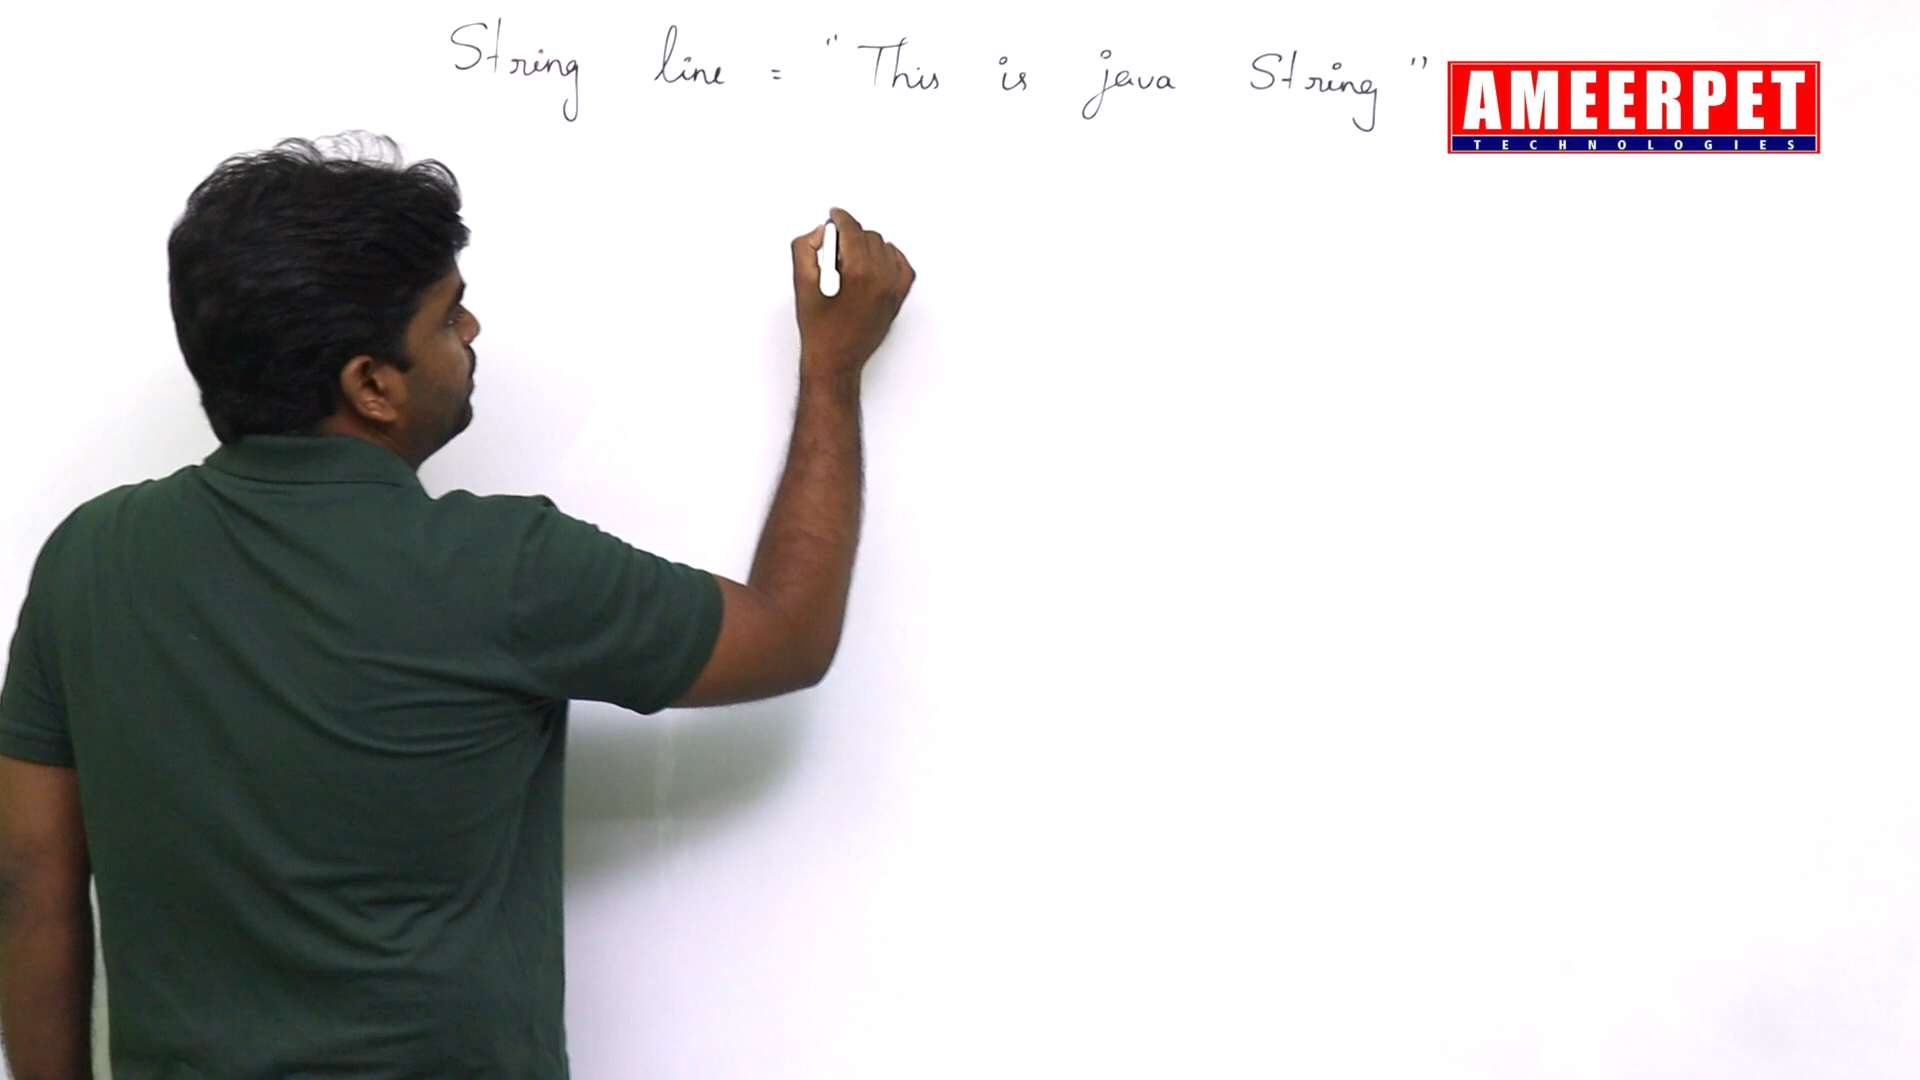 String line = "This is java String"
AMEERPET
TECHNOLOGIES